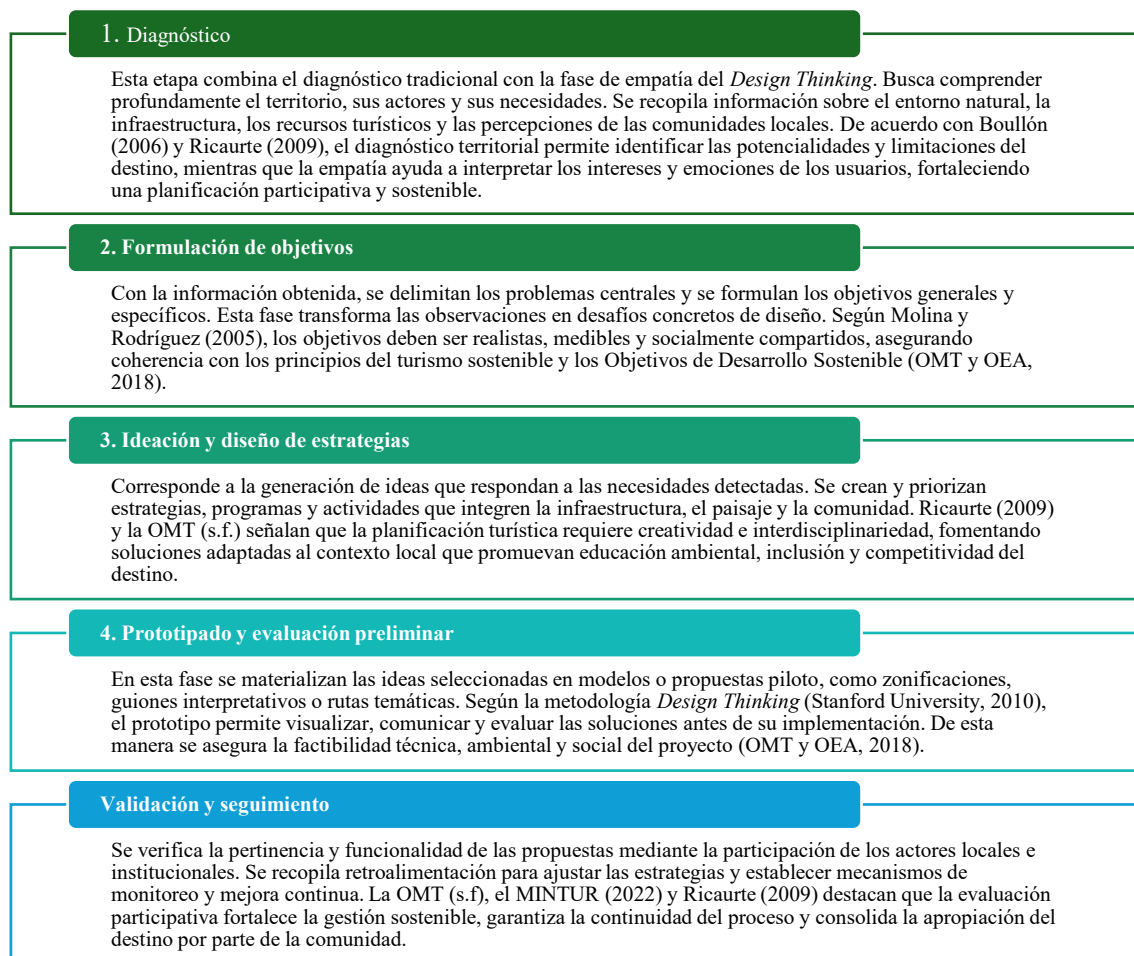 1. Diagnóstico
Esta etapa combina el diagnóstico tradicional con la fase de empatía del Design Thinking. Busca comprender
profundamente el territorio, sus actores y sus necesidades. Se recopila información sobre el entorno natural, la
infraestructura, los recursos turísticos y las percepciones de las comunidades locales. De acuerdo con Boullón
(2006) y Ricaurte (2009), el diagnóstico territorial permite identificar las potencialidades y limitaciones del
destino, mientras que la empatía ayuda a interpretar los intereses y emociones de los usuarios, fortaleciendo
una planificación participativa y sostenible.
2. Formulación de objetivos
Con la información obtenida, se delimitan los problemas centrales y se formulan los objetivos generales y
específicos. Esta fase transforma las observaciones en desafíos concretos de diseño. Según Molina y
Rodríguez (2005), los objetivos deben ser realistas, medibles y socialmente compartidos, asegurando
coherencia con los principios del turismo sostenible y los Objetivos de Desarrollo Sostenible (OMT y OEA,
2018).
3. Ideación y diseño de estrategias
Corresponde a la generación de ideas que respondan a las necesidades detectadas. Se crean y priorizan
estrategias, programas y actividades que integren la infraestructura, el paisaje y la comunidad. Ricaurte (2009)
y la OMT (s.f.) señalan que la planificación turística requiere creatividad e interdisciplinariedad, fomentando
soluciones adaptadas al contexto local que promuevan educación ambiental, inclusión y competitividad del
destino.
4. Prototipado y evaluación preliminar
En esta fase se materializan las ideas seleccionadas en modelos o propuestas piloto, como zonificaciones,
guiones interpretativos o rutas temáticas. Según la metodología Design Thinking (Stanford University, 2010),
el prototipo permite visualizar, comunicar y evaluar las soluciones antes de su implementación. De esta
manera se asegura la factibilidad técnica, ambiental y social del proyecto (OMT y OEA, 2018).
Validación y seguimiento
Se verifica la pertinencia y funcionalidad de las propuestas mediante la participación de los actores locales e
institucionales. Se recopila retroalimentación para ajustar las estrategias y establecer mecanismos de
monitoreo y mejora continua. La OMT (s.f), el MINTUR (2022) y Ricaurte (2009) destacan que la evaluación
participativa fortalece la gestión sostenible, garantiza la continuidad del proceso y consolida la apropiación del
destino por parte de la comunidad.